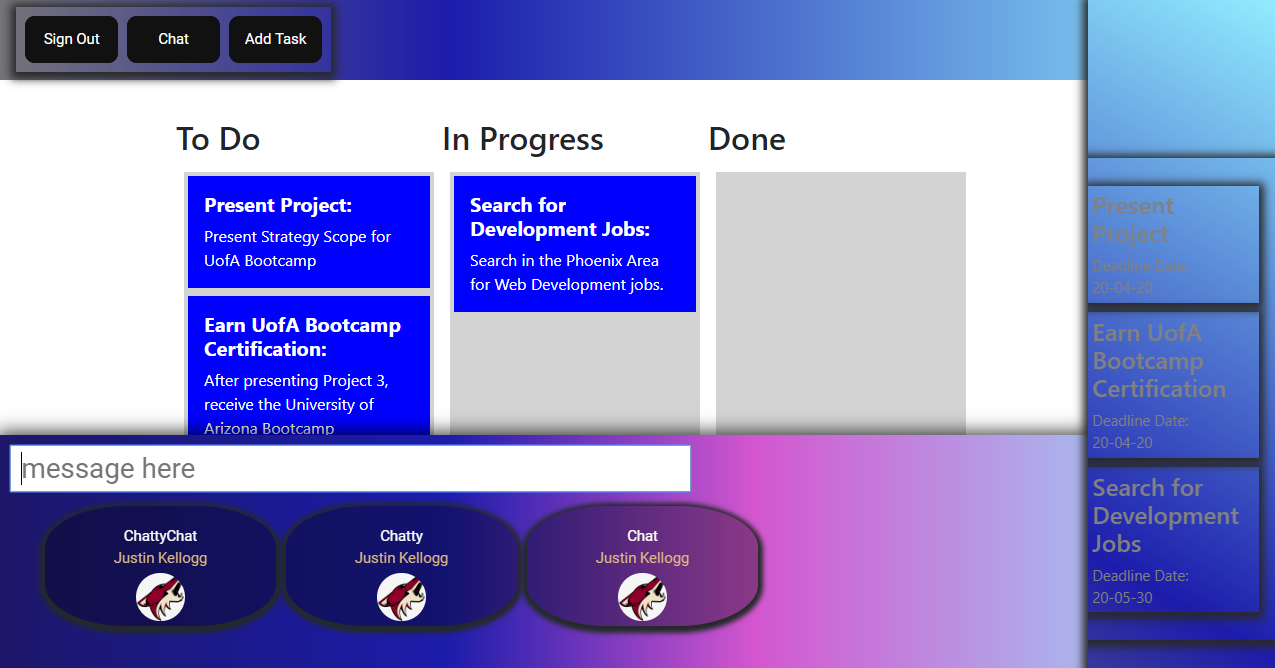 Sign Out
Chat
Add Task
To Do
In Progress
Done
Present Project:
Present Strategy Scope for
UofA Bootcamp
Earn UofA Bootcamp
Certification:
After presenting Project 3,
receive the University of
Arizona Bootcamp
Search for
Development Jobs:
Search in the Phoenix Area
for Web Development jobs.
Present
Project
Deadline Date:
20-04-20
Earn UofA
Bootcamp
Certification
Deadline Date:
20-04-20
Search for
Development
Jobs
Deadline Date:
20-05-30
message here
ChattyChat
Justin Kellogg
Chatty
Justin Kellogg
Chat
Justin Kellogg